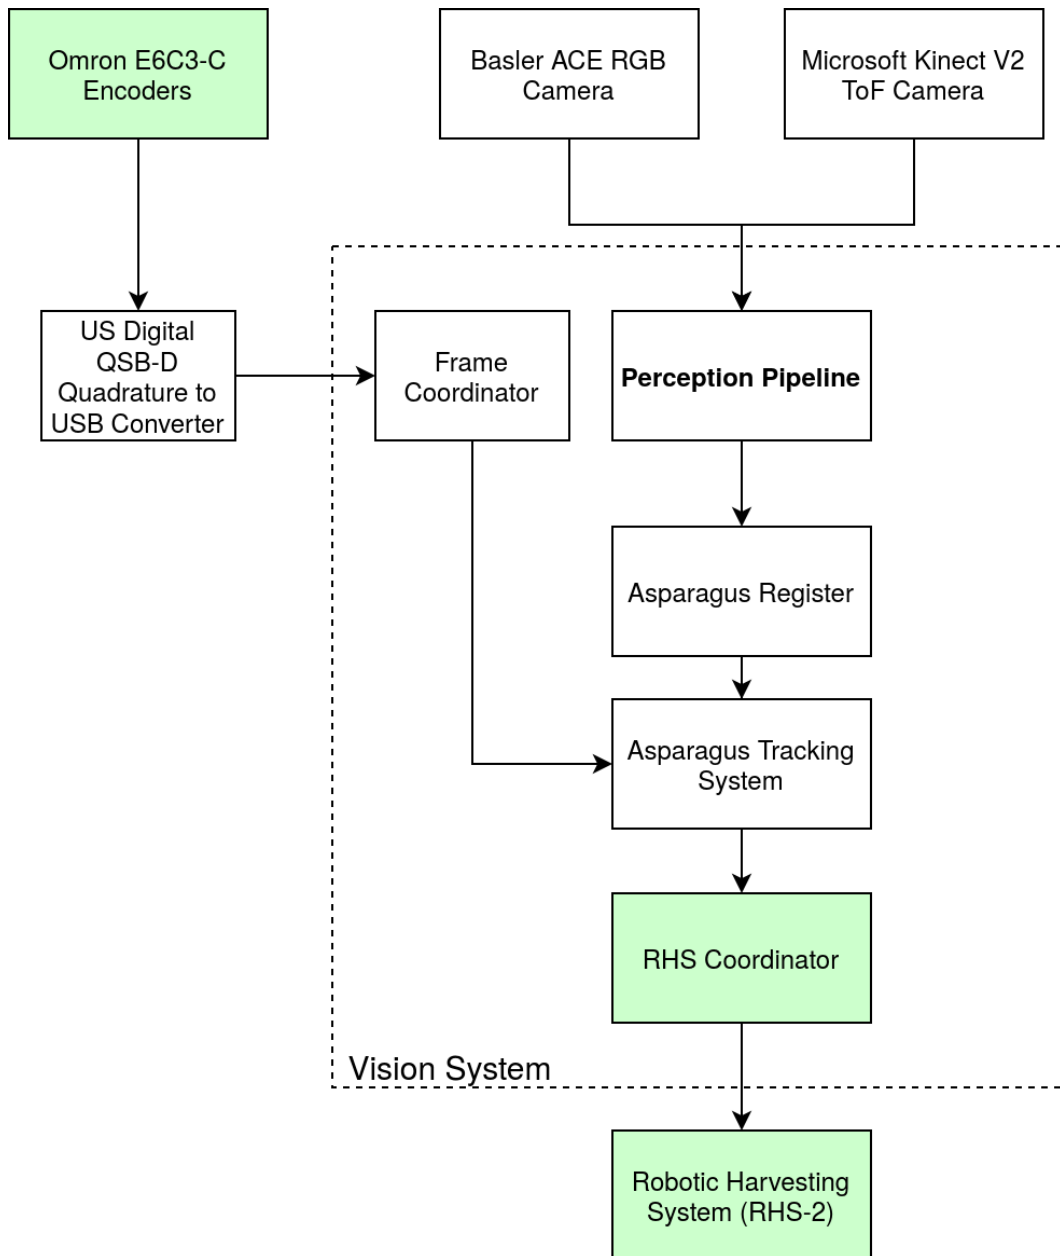 Omron E6C3-C
Encoders
Basler ACE RGB
Camera
Microsoft Kinect V2
ToF Camera
US Digital
QSB-D
Quadrature to
USB Converter
Frame
Coordinator
Perception Pipeline
Asparagus Register
Asparagus Tracking
System
RHS Coordinator
Vision System
Robotic Harvesting
System (RHS-2)